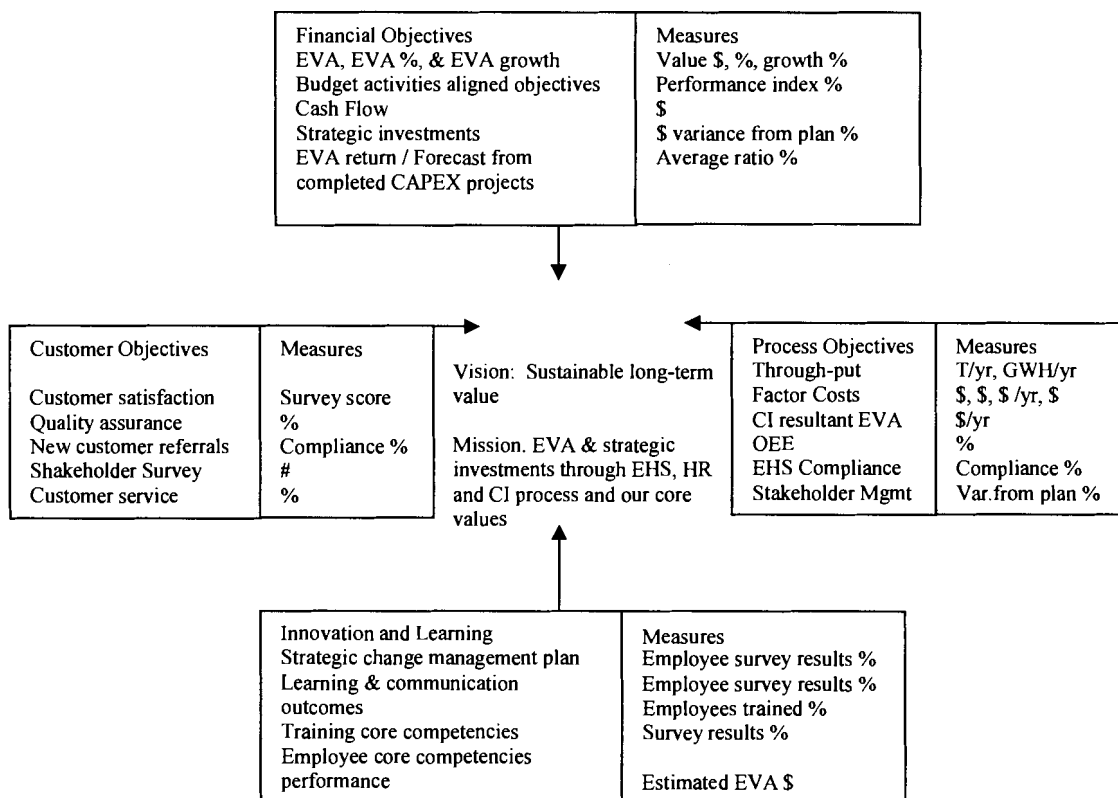 Financial Objectives
EVA, EVA %, & EVA growth
Budget activities aligned objectives
Cash Flow
Strategic investments
EVA return / Forecast from
completed CAPEX projects
Measures
Value $, %, growth %
Performance index %
$
$ variance from plan %
Average ratio %
Customer Objectives
Customer satisfaction
Quality assurance
New customer referrals
Shakeholder Survey
Customer service
Measures
Survey score
%
Compliance %
#
%
Vision: Sustainable long-term
value
Mission. EVA & strategic
investments through EHS, HR
and CI process and our core
values
Process Objectives
Through-put
Factor Costs
CI resultant EVA
OEE
EHS Compliance
Stakeholder Mgmt
Measures
T/yr, GWH/yr
$, $, $ /yr, $
$/yr
%
Compliance %
Var.from plan %
Innovation and Learning
Strategic change management plan
Learning & communication
outcomes
Training core competencies
Employee core competencies
performance
Measures
Employee survey results %
Employee survey results %
Employees trained %
Survey results %
Estimated EVA $